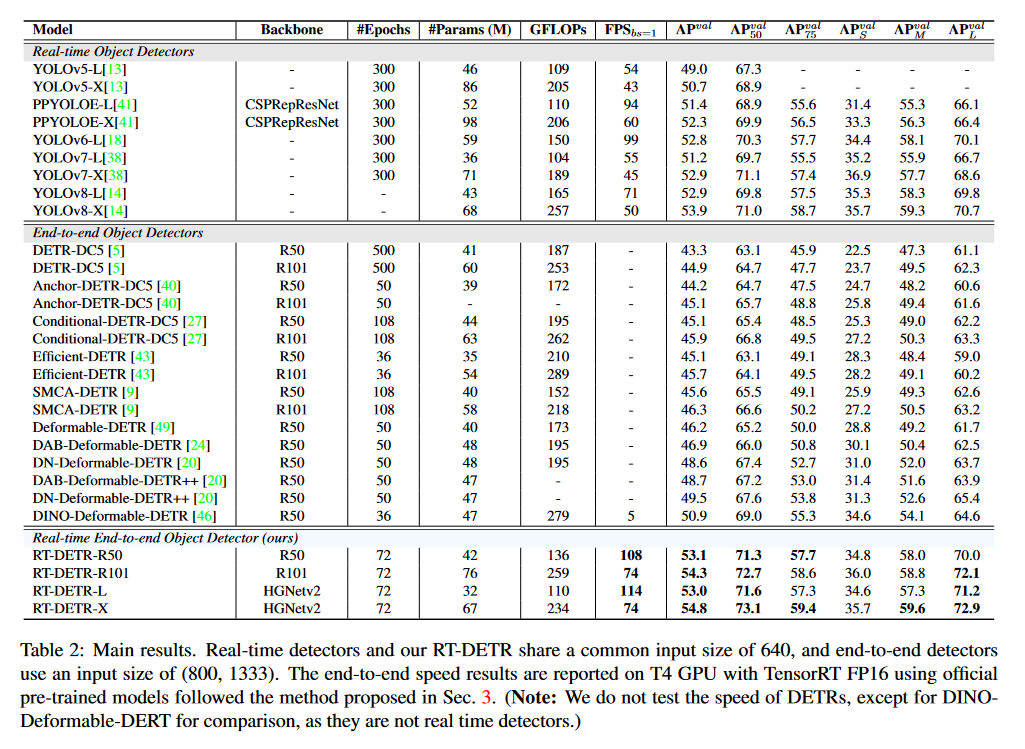 Model Backbone #Epochs #Params (M) GFLOPs FPS_bs=1 AP^val AP^val_50 AP^val_75 AP^val_S AP^val_M AP^val_L
Real-time Object Detectors
YOLOv5-L[13] - 300 46 109 54 49.0 67.3 - - - -
YOLOv5-X[13] - 300 86 205 43 50.7 68.9 - - - -
PPYOLOE-L[41] CSPRepResNet 300 52 110 94 51.4 68.9 55.6 31.4 55.3 66.1
PPYOLOE-X[41] CSPRepResNet 300 98 206 60 52.3 69.9 56.5 33.3 56.3 66.4
YOLOv6-L[18] - 300 59 150 99 52.8 70.3 57.7 34.4 58.1 70.1
YOLOv7-L[38] - 300 36 104 55 51.2 69.7 55.5 35.2 55.9 66.7
YOLOv7-X[38] - 300 71 189 45 52.9 71.1 57.4 36.9 57.7 68.6
YOLOv8-L[14] - - 43 165 71 52.9 69.8 57.5 35.3 58.3 69.8
YOLOv8-X[14] - - 68 257 50 53.9 71.0 58.7 35.7 59.3 70.7
End-to-end Object Detectors
DETR-DC5 [5] R50 500 41 187 - 43.3 63.1 45.9 22.5 47.3 61.1
DETR-DC5 [5] R101 500 60 253 - 44.9 64.7 47.7 23.7 49.5 62.3
Anchor-DETR-DC5 [40] R50 50 39 172 - 44.2 64.7 47.5 24.7 48.2 60.6
Anchor-DETR-DC5 [40] R101 50 - - - 45.1 65.7 48.8 25.8 49.4 61.6
Conditional-DETR-DC5 [27] R50 108 44 195 - 45.1 65.4 48.5 25.3 49.0 62.2
Conditional-DETR-DC5 [27] R101 108 63 262 - 45.9 66.8 49.5 27.2 50.3 63.3
Efficient-DETR [43] R50 36 35 210 - 45.1 63.1 49.1 28.3 48.4 59.0
Efficient-DETR [43] R101 36 54 289 - 45.7 64.1 49.5 28.2 49.1 60.2
SMCA-DETR [9] R50 108 40 152 - 45.6 65.5 49.1 25.9 49.3 62.6
SMCA-DETR [9] R101 108 58 218 - 46.3 66.6 50.2 27.2 50.5 63.2
Deformable-DETR [49] R50 50 40 173 - 46.2 65.2 50.0 28.8 49.2 61.7
DAB-Deformable-DETR [24] R50 50 48 195 - 46.9 66.0 50.8 30.1 50.4 62.5
DN-Deformable-DETR [20] R50 50 48 195 - 48.6 67.4 52.7 31.0 52.0 63.7
DAB-Deformable-DETR++ [20] R50 50 47 - - 48.7 67.2 53.0 31.4 51.6 63.9
DN-Deformable-DETR++ [20] R50 50 47 - - 49.5 67.6 53.8 31.3 52.6 65.4
DINO-Deformable-DETR [46] R50 36 47 279 5 50.9 69.0 55.3 34.6 54.1 64.6
Real-time End-to-end Object Detector (ours)
RT-DETR-R50 R50 72 42 136 108 53.1 71.3 57.7 34.8 58.0 70.0
RT-DETR-R101 R101 72 76 259 74 54.3 72.7 58.6 36.0 58.8 72.1
RT-DETR-L HGNetv2 72 32 110 114 53.0 71.6 57.3 34.6 57.3 71.2
RT-DETR-X HGNetv2 72 67 234 74 54.8 73.1 59.4 35.7 59.6 72.9
Table 2: Main results. Real-time detectors and our RT-DETR share a common input size of 640, and end-to-end detectors
use an input size of (800, 1333). The end-to-end speed results are reported on T4 GPU with TensorRT FP16 using official
pre-trained models followed the method proposed in Sec. 3. (Note: We do not test the speed of DETRs, except for DINO-
Deformable-DERT for comparison, as they are not real time detectors.)